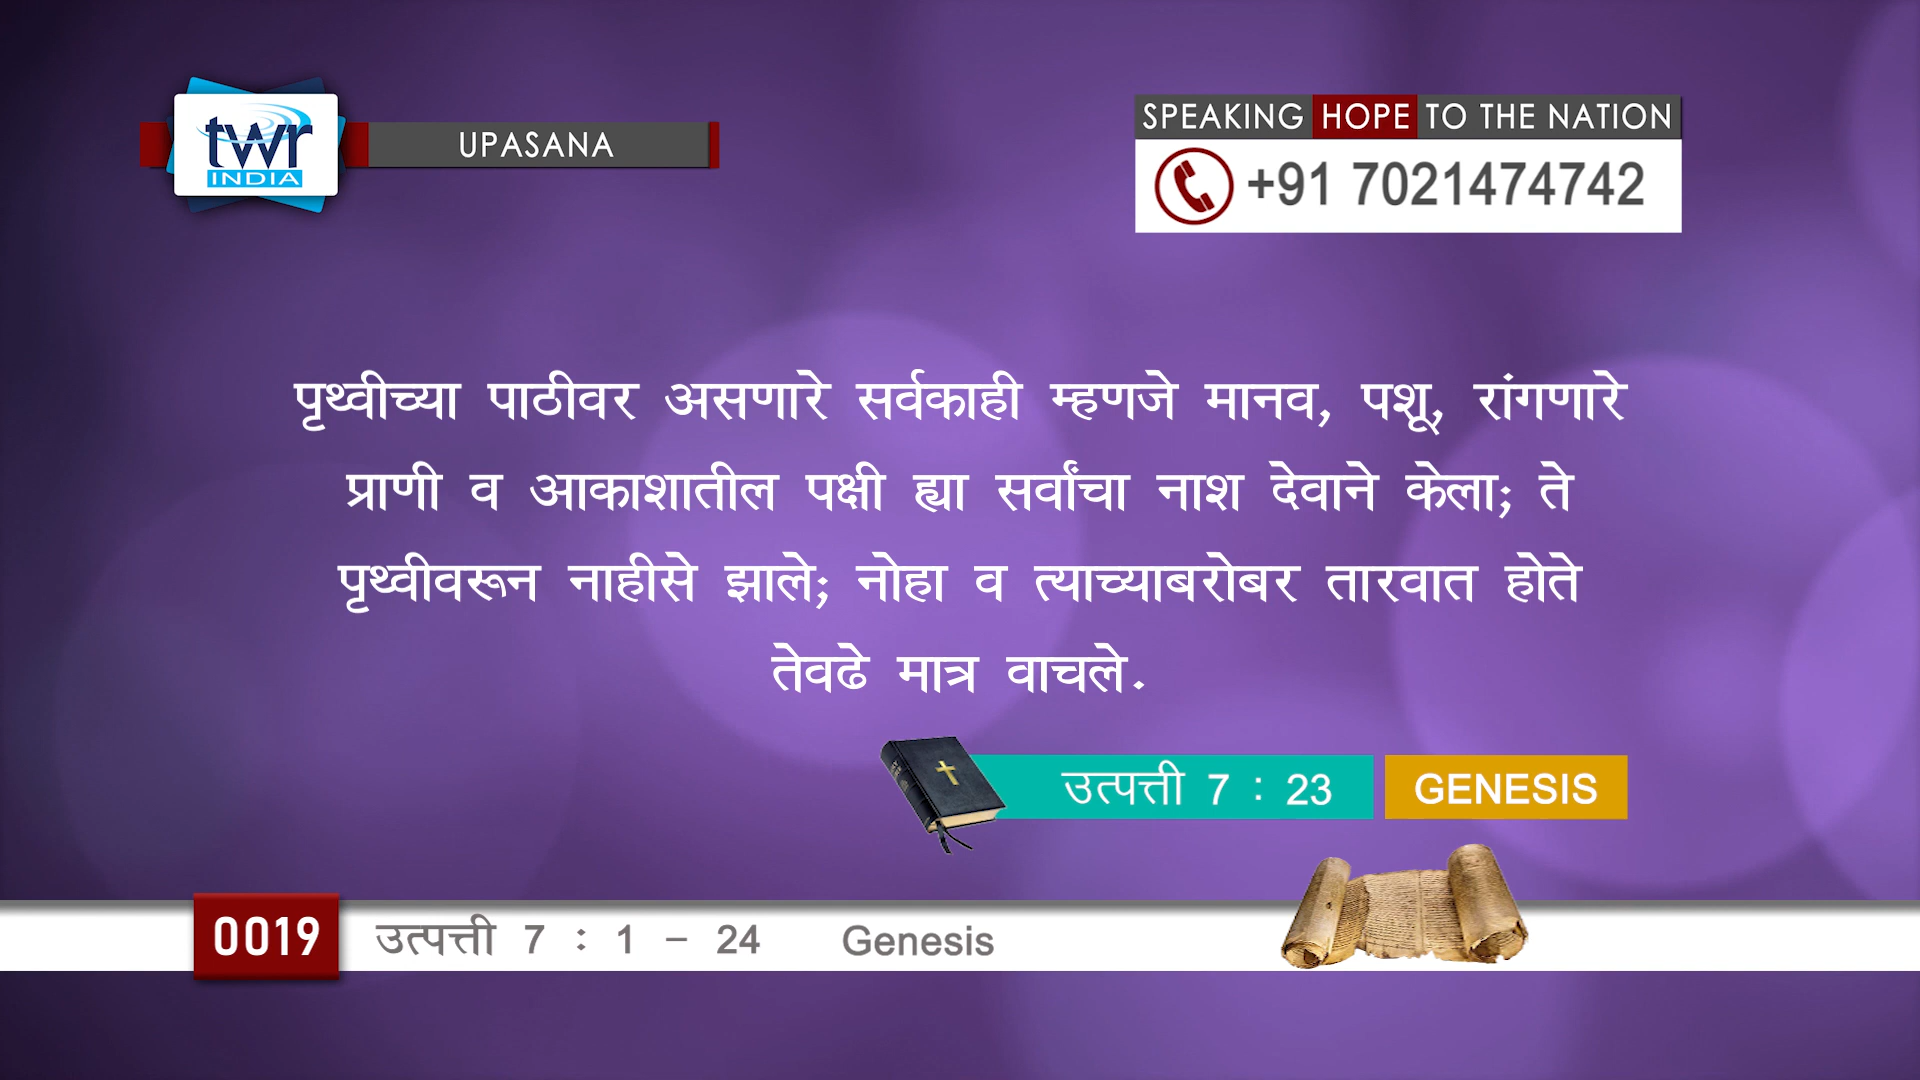 twr
INDIA
UPASANA
SPEAKING HOPE TO THE NATION
+91 7021474742
पृथ्वीच्या पाठीवर असणारे सर्वकाही म्हणजे मानव, पशू, रांगणारे
प्राणी व आकाशातील पक्षी ह्या सर्वांचा नाश देवाने केला; ते
पृथ्वीवरून नाहीसे झाले; नोहा व त्याच्याबरोबर तारवात होते
तेवढे मात्र वाचले.
उत्पत्ती 7 : 23
GENESIS
0019
उत्पत्ती 7 : 1 - 24 Genesis